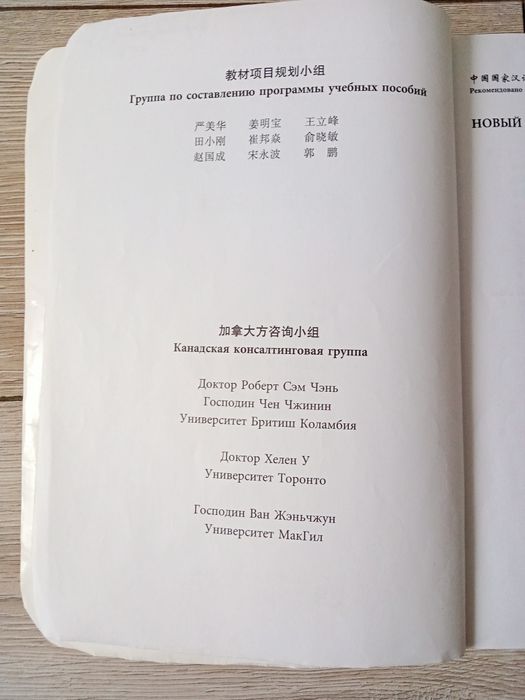 教材项目规划小组
Группа по составлению программы учебных пособий
严美华 姜明宝 王立峰
田小刚 崔邦焱 俞晓敏
赵国成 宋永波 郭 鹏
加拿大方咨询小组
Канадская консалтинговая группа
Доктор Роберт Сэм Чэнь
Господин Чен Чжинин
Университет Бритиш Коламбия
Доктор Хелен У
Университет Торонто
Господин Ван Жэньчжун
Университет МакГил
中国国家汉
Рекомендовано
НОВЫЙ